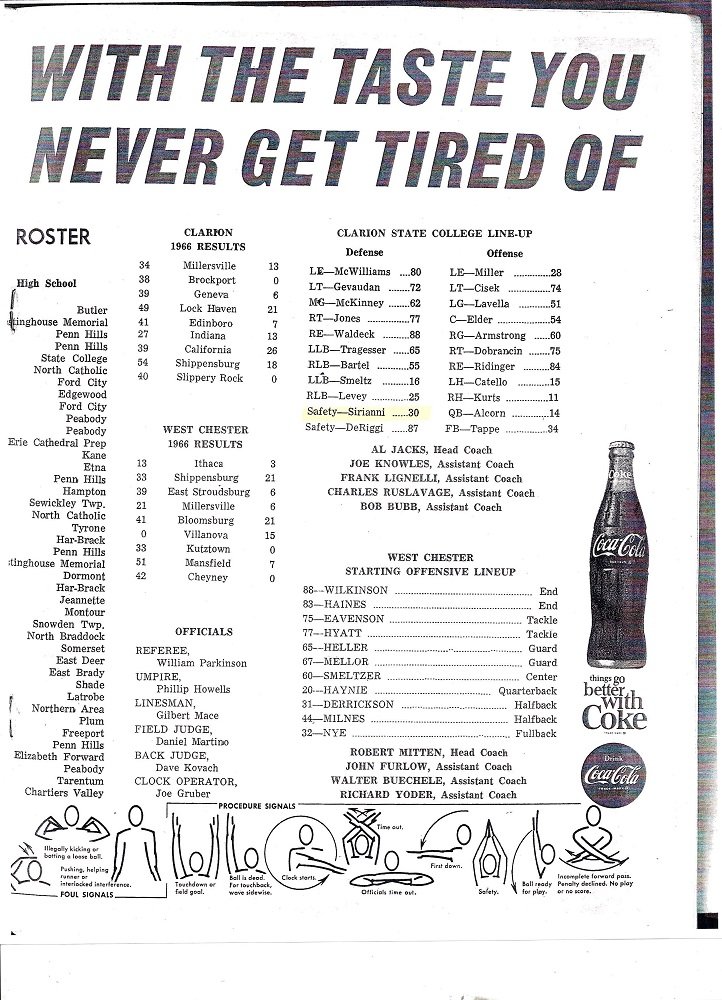 WITH THE TASTE YOU
NEVER GET TIRED OF
ROSTER
High School
Butler
stinghouse Memorial
Penn Hills
Penn Hills
State College
North Catholic
Ford City
Edgewood
Ford City
Peabody
Peabody
Erie Cathedral Prep
Kane
Etna
Penn Hills
Hampton
Sewickley Twp.
North Catholic
Tyrone
Har-Brack
Penn Hills
tinghouse Memorial
Dormont
Har-Brack
Jeannette
Montour
Snowden Twp.
North Braddock
Somerset
East Deer
East Brady
Shade
Latrobe
Northern Area
Plum
Freeport
Penn Hills
Elizabeth Forward
Peabody
Tarentum
Chartiers Valley
CLARION
1966 RESULTS
34 Millersville 13
38 Brockport 0
39 Geneva 6
49 Lock Haven 21
41 Edinboro 7
27 Indiana 13
39 California 26
54 Shippensburg 18
40 Slippery Rock 0
WEST CHESTER
1966 RESULTS
13 Ithaca 3
33 Shippensburg 21
39 East Stroudsburg 6
21 Millersville 6
41 Bloomsburg 21
0 Villanova 15
33 Kutztown 0
51 Mansfield 7
42 Cheyney 0
OFFICIALS
REFEREE,
William Parkinson
UMPIRE,
Phillip Howells
LINESMAN,
Gilbert Mace
FIELD JUDGE,
Daniel Martino
BACK JUDGE,
Dave Kovach
CLOCK OPERATOR,
Joe Gruber
CLARION STATE COLLEGE LINE-UP
Defense
LE—McWilliams ....80
LT—Gevaudan .......72
MG—McKinney ......62
RT—Jones ..........77
RE—Waldeck ........88
LLB—Tragesser .....65
RLB—Bartel ........55
LLB—Smeltz ........16
RLB—Levey .........25
Safety—Sirianni .....30
Safety—DeRiggi ....87
Offense
LE—Miller .............28
LT—Cisek ............74
LG—Lavella ..........51
C—Elder .............54
RG—Armstrong ......60
RT—Dobrancin .......75
RE—Ridinger .........84
LH—Catello ..........15
RH—Kurts ............11
QB—Alcorn ...........14
FB—Tappe ............34
AL JACKS, Head Coach
JOE KNOWLES, Assistant Coach
FRANK LIGNELLI, Assistant Coach
CHARLES RUSLAVAGE, Assistant Coach
BOB BUBB, Assistant Coach
WEST CHESTER
STARTING OFFENSIVE LINEUP
88—WILKINSON ........ End
83—HAINES ........ End
75—EAVENSON ........ Tackle
77—HYATT ........ Tackle
65—HELLER ........ Guard
67—MELLOR ........ Guard
60—SMELTZER ........ Center
20—HAYNIE ........ Quarterback
31—DERRICKSON ........ Halfback
44—MILNES ........ Halfback
32—NYE ........ Fullback
ROBERT MITTEN, Head Coach
JOHN FURLOW, Assistant Coach
WALTER BUECHELE, Assistant Coach
RICHARD YODER, Assistant Coach
Coke
Coca-Cola
things go
better
with
Coke
Drink
Coca-Cola
PROCEDURE SIGNALS
Illegally kicking or
batting a loose ball.
Pushing, helping
runner or
interlocked interference.
FOUL SIGNALS
Touchdown or
field goal.
Ball is dead.
For touchback,
wave sidewise.
Clock starts.
Time out.
Officials time out.
First down.
Safety.
Ball ready
for play.
Incomplete forward pass.
Penalty declined. No play
or no score.